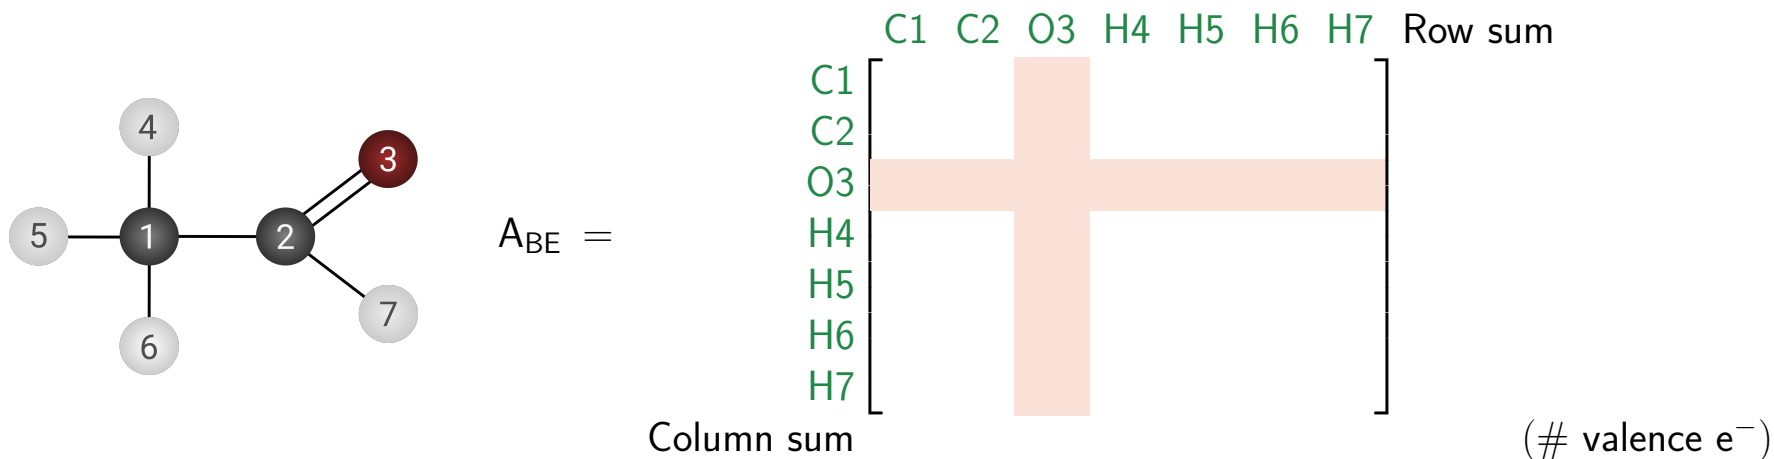 C1 C2 O3 H4 H5 H6 H7 Row sum
C1
4
C2
3
O3
5 1 2
A_BE =
H4
H5
7
H6
6
H7
Column sum (# valence e⁻)